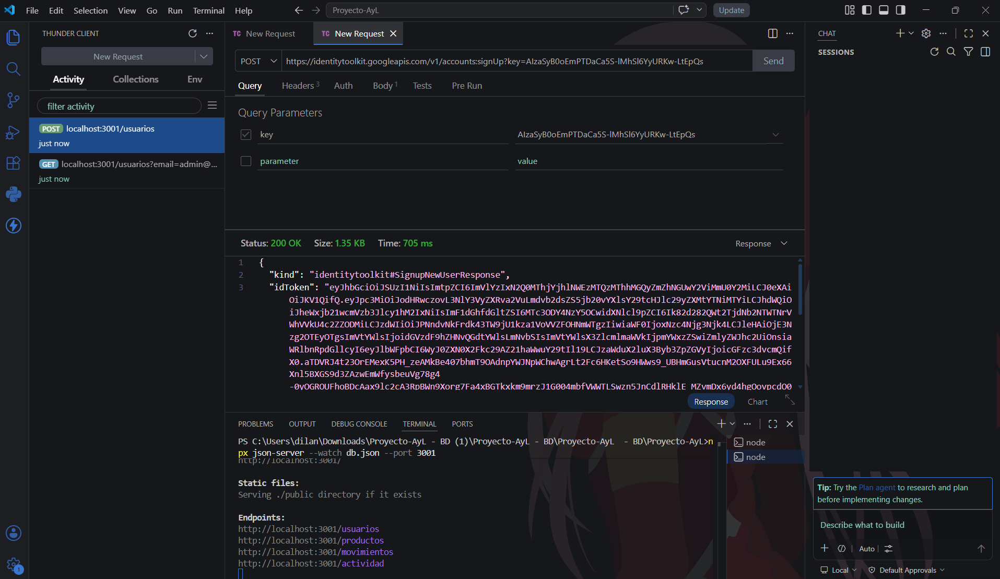 File Edit Selection View Go Run Terminal Help
Proyecto-AyL
Update
THUNDER CLIENT
New Request
Activity Collections Env
filter activity
POST localhost:3001/usuarios
just now
GET localhost:3001/usuarios?email=admin@...
just now
TC New Request
TC New Request
POST
https://identitytoolkit.googleapis.com/v1/accounts:signUp?key=AIzaSyB0oEmPTDaCa5S-lMhSl6YyURKw-LtEpQs
Send
Query Headers 3 Auth Body 1 Tests Pre Run
Query Parameters
key AIzaSyB0oEmPTDaCa5S-lMhSl6YyURKw-LtEpQs
parameter value
Status: 200 OK Size: 1.35 KB Time: 705 ms
Response
1 {
2 "kind": "identitytoolkit#SignupNewUserResponse",
3 "idToken": "eyJhbGciOiJSUzI1NiIsImtpZCI6ImVlYzIxN2Q0MThjYjhlNWEzMTQzMThhMGQyZmZhNGUwY2ViMmU0Y2MiLCJ0eXAi
OiJKV1QifQ.eyJpc3MiOiJodHRwczovL3NlY3VyZXRva2VuLmdvb2dsZS5jb20vYXlsY29tcHJlc29yZXMtYTNiMTYiLCJhdWQiO
iJheWxjb21wcmVzb3Jlcy1hM2IxNiIsImF1dGhfdGltZSI6MTc3ODY4NzY5OCwidXNlcl9pZCI6Ik82d282QWt2TjdNb2NTWTNrV
WhVVkU4c2ZZODMiLCJzdWIiOiJPNndvNkFrdk43TW9jU1kza1VoVVZFOHNmWTgzIiwiaWF0IjoxNzc4Njg3Njk4LCJleHAiOjE3N
zg2OTEyOTgsImVtYWlsIjoidGVzdF9hZHNvQGdtYWlsLmNvbSIsImVtYWlsX3ZlcmlmaWVkIjpmYWxzZSwiZmlyZWJhc2UiOnsia
WRlbnRpdGllcyI6eyJlbWFpbCI6WyJ0ZXN0X2Fkc29AZ21haWwuY29tIl19LCJzaWduX2luX3Byb3ZpZGVyIjoicGFzc3dvcmQif
X0.aTDVRJ4t23OrEMexK5PH_zeAMkBe407bhmT9OAdnpYWJNpWChwAgrLt2Fc6HKetSo9HWws9_UBHmGusVtucnM2OXFULu9Ex66
Xnl5BXGS9d3ZAzwEmWfysbeuVg78g4
-0yOGROUFhoBDcAax9lc2cA3RpBWn9Xorg7Fa4xBGTkxkm9mrzJ1G004mbfVWWTLSwzn5JnCdlRHklE_MZvmDx6yd4hgOovpcdO0
Response Chart
PROBLEMS OUTPUT DEBUG CONSOLE TERMINAL PORTS
PS C:\Users\dilan\Downloads\Proyecto-AyL - BD (1)\Proyecto-AyL - BD\Proyecto-AyL  - BD\Proyecto-AyL>n
px json-server --watch db.json --port 3001
http://localhost:3001/
Static files:
Serving ./public directory if it exists
Endpoints:
http://localhost:3001/usuarios
http://localhost:3001/productos
http://localhost:3001/movimientos
http://localhost:3001/actividad
node
node
CHAT
SESSIONS
Tip: Try the Plan agent to research and plan
before implementing changes.
Describe what to build
Auto
Local Default Approvals
1